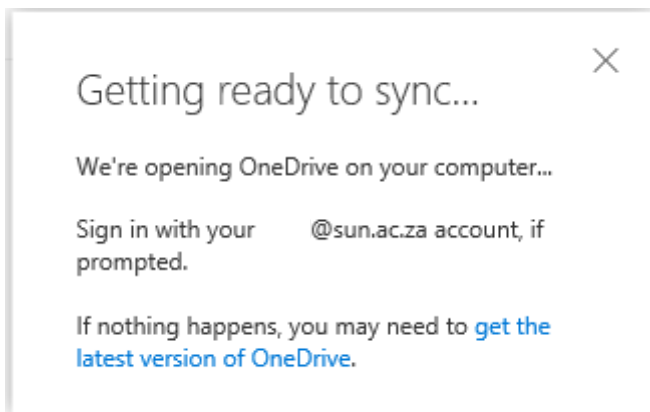 Getting ready to sync...
We're opening OneDrive on your computer...
Sign in with your @sun.ac.za account, if
prompted.
If nothing happens, you may need to get the
latest version of OneDrive.